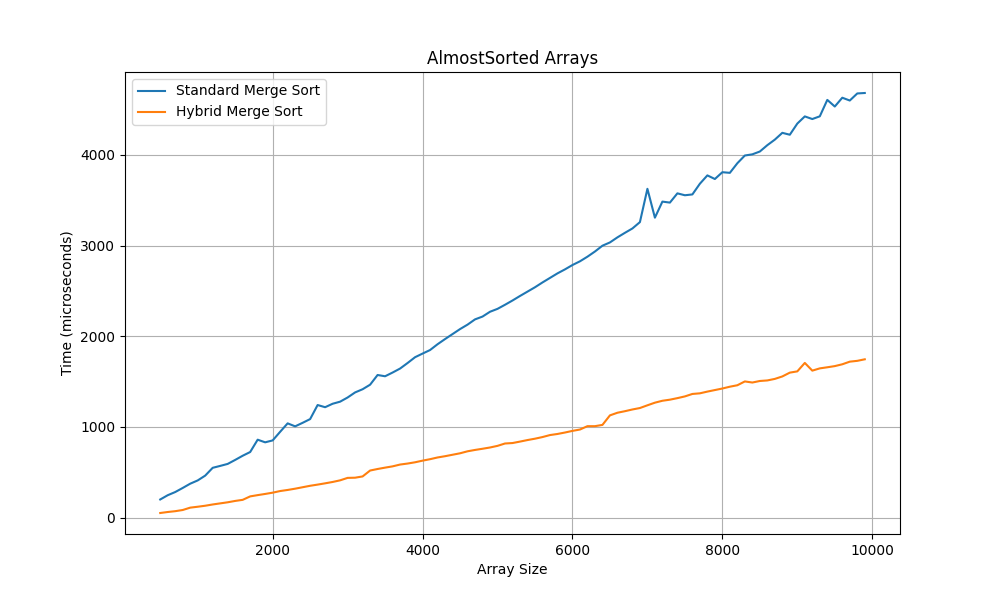 AlmostSorted Arrays
Standard Merge Sort
Hybrid Merge Sort
Time (microseconds)
4000
3000
2000
1000
0
2000 4000 6000 8000 10000
Array Size